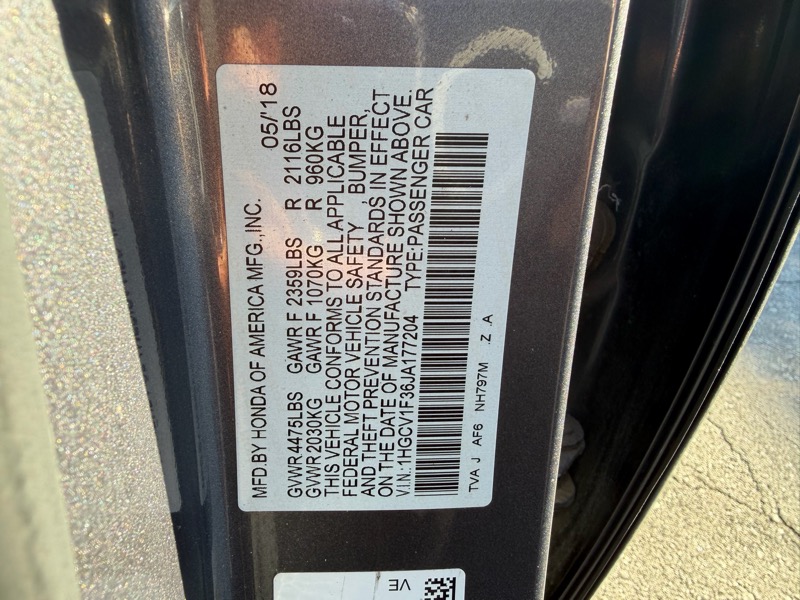 MFD.BY HONDA OF AMERICA MFG.,INC. 05/'18
GVWR4475LBS GAWR F 2359LBS R 2116LBS
GVWR2030KG GAWR F 1070KG R 960KG
THIS VEHICLE CONFORMS TO ALL APPLICABLE
FEDERAL MOTOR VEHICLE SAFETY , BUMPER,
AND THEFT PREVENTION STANDARDS IN EFFECT
ON THE DATE OF MANUFACTURE SHOWN ABOVE.
V.I.N.:1HGCV1F36JA177204 TYPE:PASSENGER CAR
TVA J AF6 NH797M .Z .A
VE